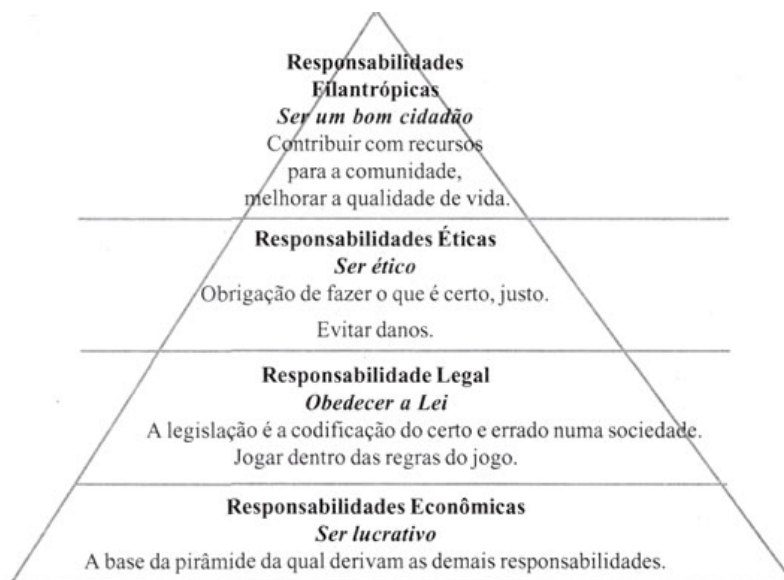 Responsabilidades
Filantrópicas
Ser um bom cidadão
Contribuir com recursos
para a comunidade,
melhorar a qualidade de vida.
Responsabilidades Éticas
Ser ético
Obrigação de fazer o que é certo, justo.
Evitar danos.
Responsabilidade Legal
Obedecer a Lei
A legislação é a codificação do certo e errado numa sociedade.
Jogar dentro das regras do jogo.
Responsabilidades Econômicas
Ser lucrativo
A base da pirâmide da qual derivam as demais responsabilidades.